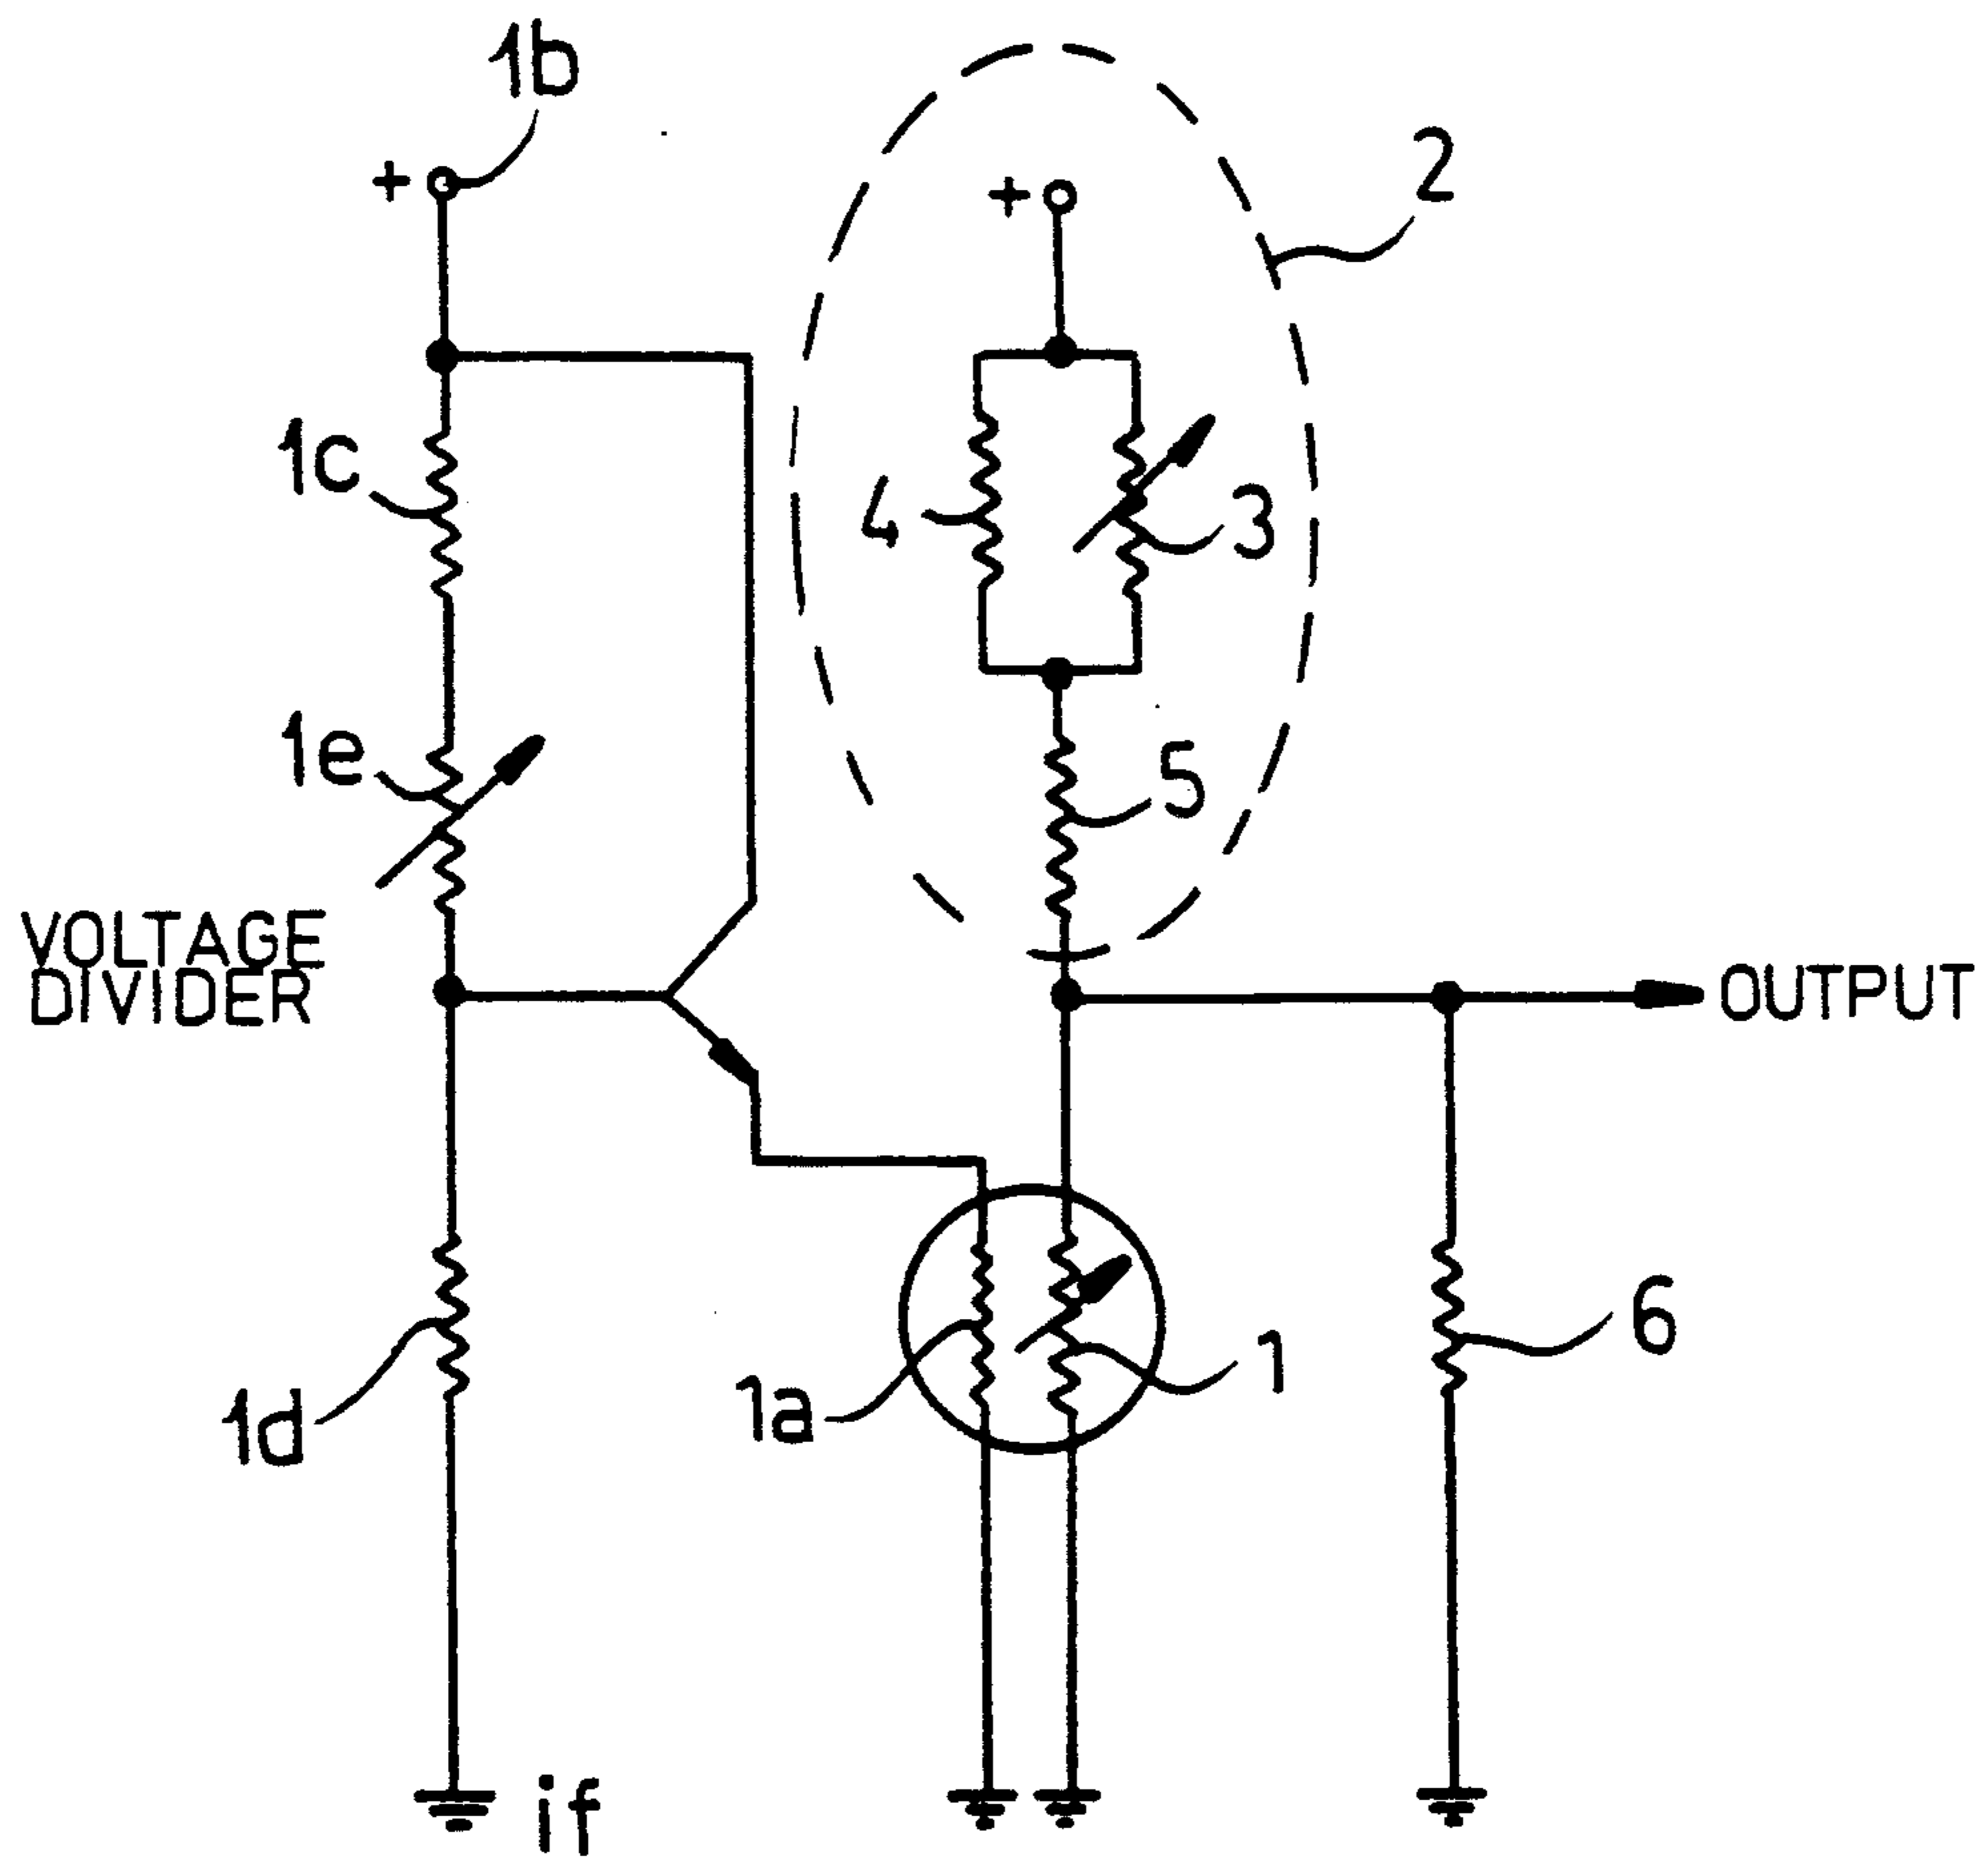 1b
+
+
2
1c
4
3
1e
5
VOLTAGE
DIVIDER
OUTPUT
1d
1a
1
6
if